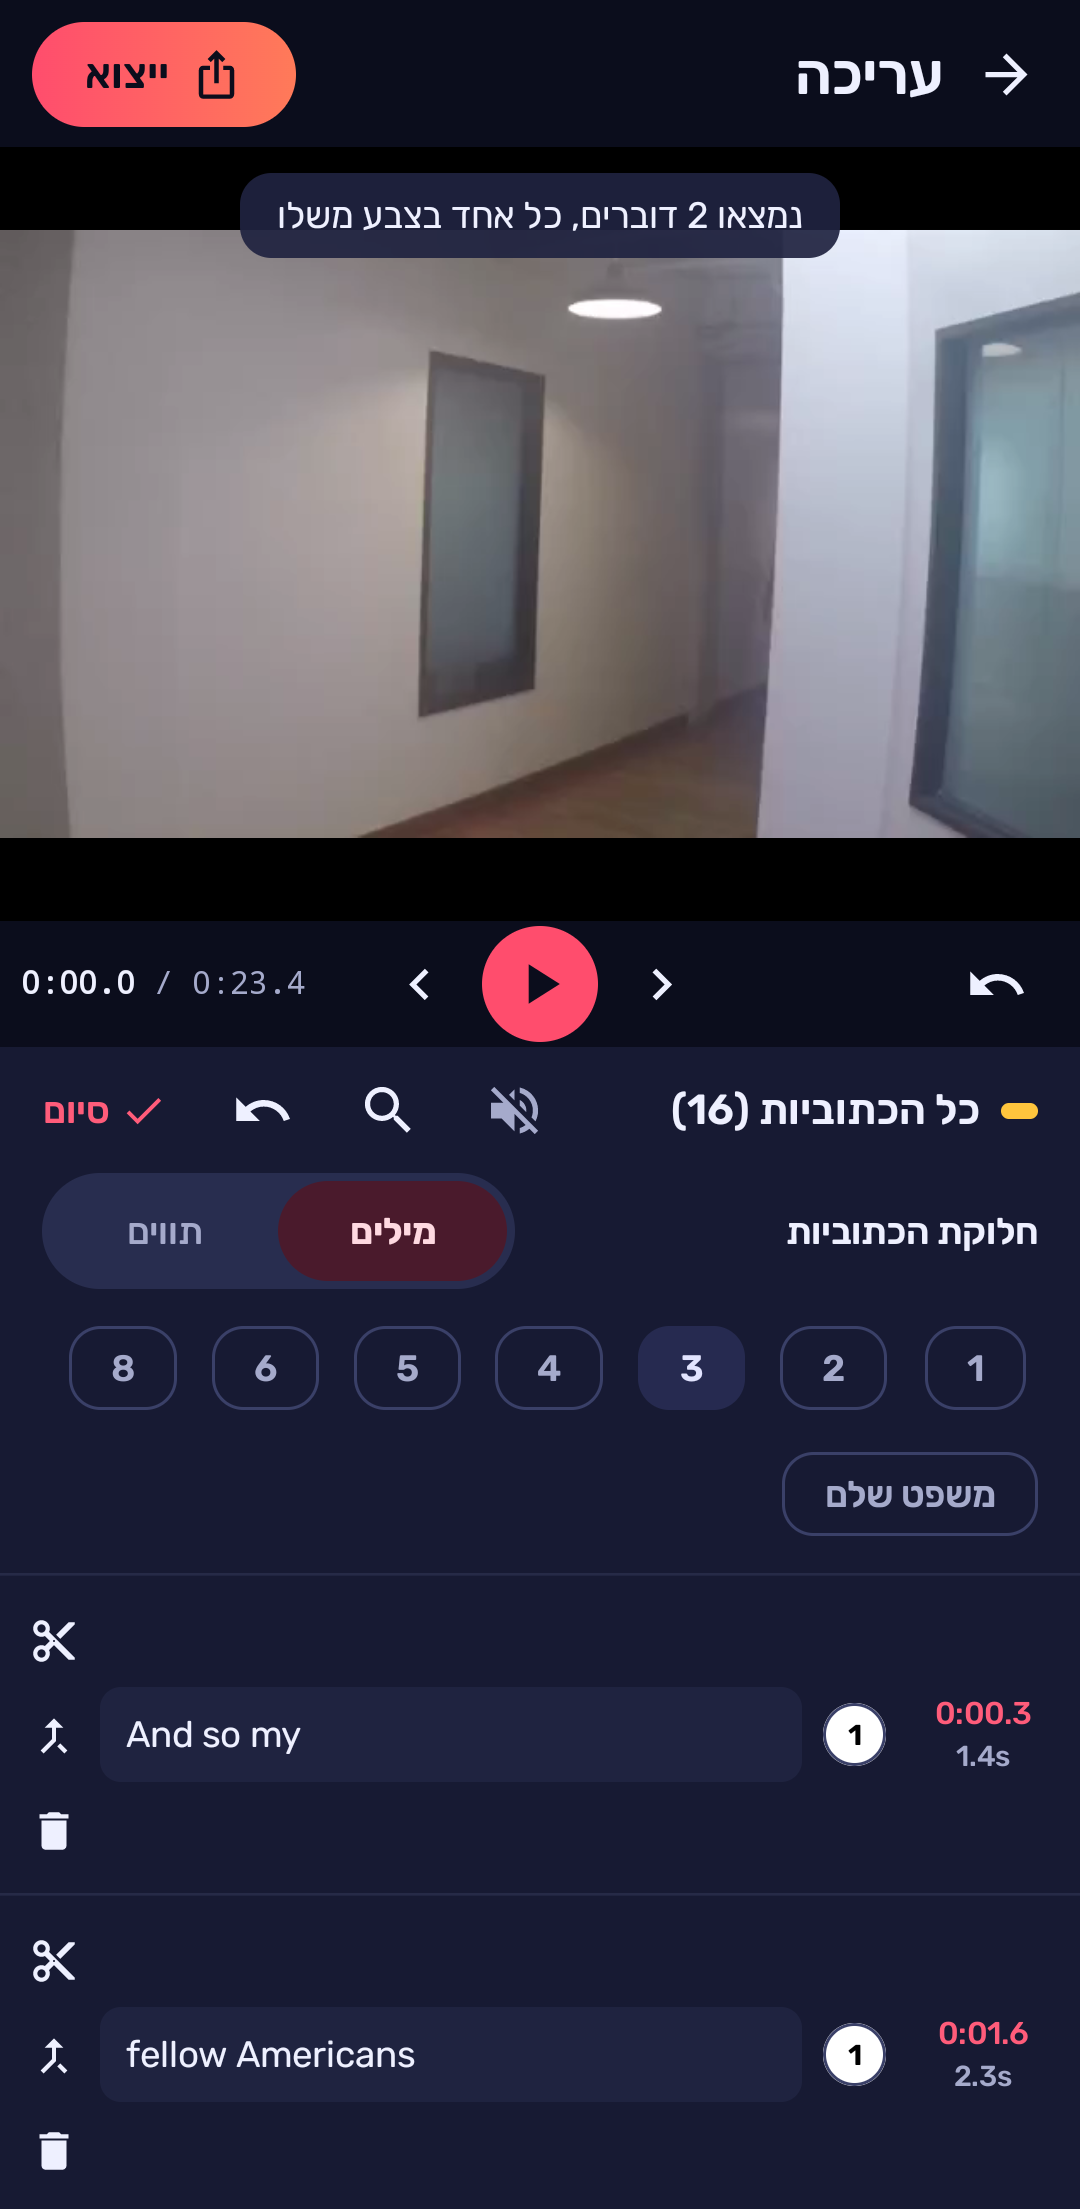 עריכה
ייצוא
נמצאו 2 דוברים, כל אחד בצבע משלו
0:00.0 / 0:23.4
כל הכתוביות (16)
סיום
חלוקת הכתוביות
מילים
תווים
1 2 3 4 5 6 8
משפט שלם
0:00.3
1
And so my
1.4s
0:01.6
1
fellow Americans
2.3s